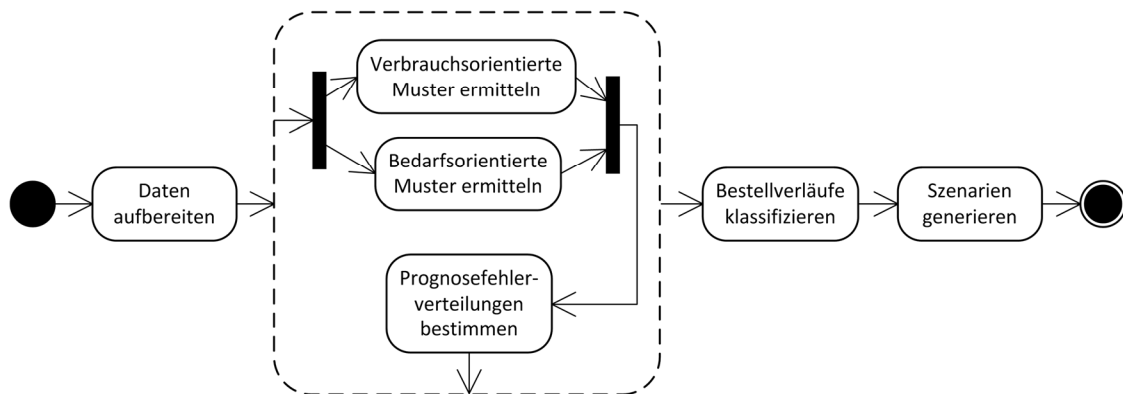 Verbrauchsorientierte
Muster ermitteln
Bedarfsorientierte
Muster ermitteln
Daten
aufbereiten
Prognosefehler-
verteilungen
bestimmen
Bestellverläufe
klassifizieren
Szenarien
generieren